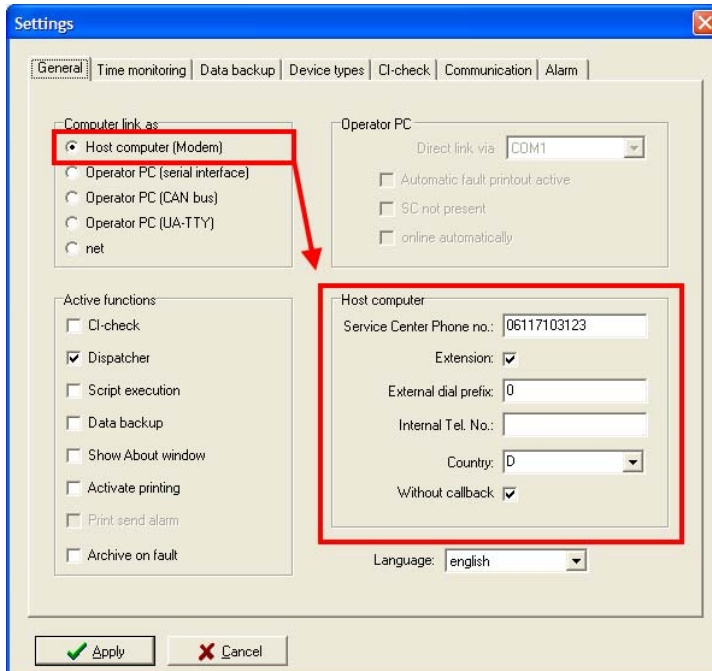 Settings
General Time monitoring Data backup Device types CI-check Communication Alarm
Computer link as
Host computer (Modem)
Operator PC (serial interface)
Operator PC (CAN bus)
Operator PC (UA-TTY)
net
Operator PC
Direct link via COM1
Automatic fault printout active
SC not present
online automatically
Active functions
CI-check
Dispatcher
Script execution
Data backup
Show About window
Activate printing
Print send alarm
Archive on fault
Host computer
Service Center Phone no.: 06117103123
Extension:
External dial prefix: 0
Internal Tel. No.:
Country: D
Without callback
Language: english
Apply Cancel